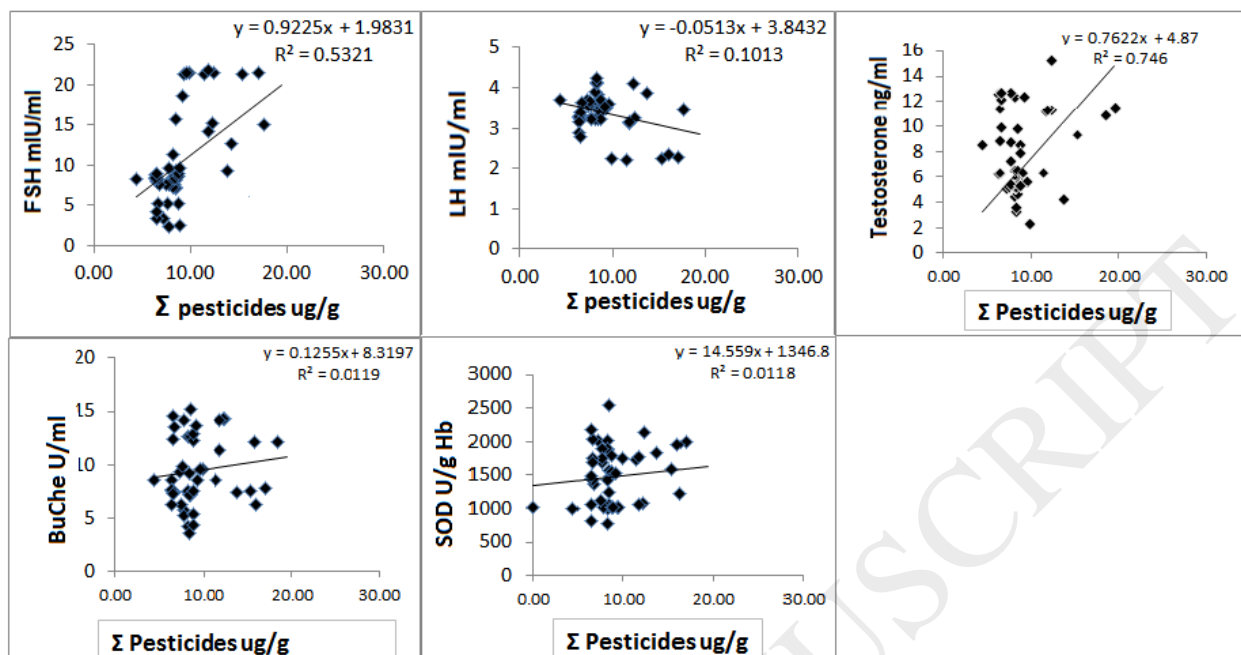 y = 0.9225x + 1.9831
R² = 0.5321
25
20
15
10
5
0
FSH mIU/ml
0.00 10.00 20.00 30.00
Σ pesticides ug/g
y = -0.0513x + 3.8432
R² = 0.1013
5
4
3
2
1
0
LH mIU/ml
0.00 10.00 20.00 30.00
Σ pesticides ug/g
y = 0.7622x + 4.87
R² = 0.746
16
14
12
10
8
6
4
2
0
Testosterone ng/ml
0.00 10.00 20.00 30.00
Σ Pesticides ug/g
y = 0.1255x + 8.3197
R² = 0.0119
20
15
10
5
0
BuChe U/ml
0.00 10.00 20.00 30.00
Σ Pesticides ug/g
y = 14.559x + 1346.8
R² = 0.0118
3000
2500
2000
1500
1000
500
0
SOD U/g Hb
0.00 10.00 20.00 30.00
Σ Pesticides ug/g
USCRIPT